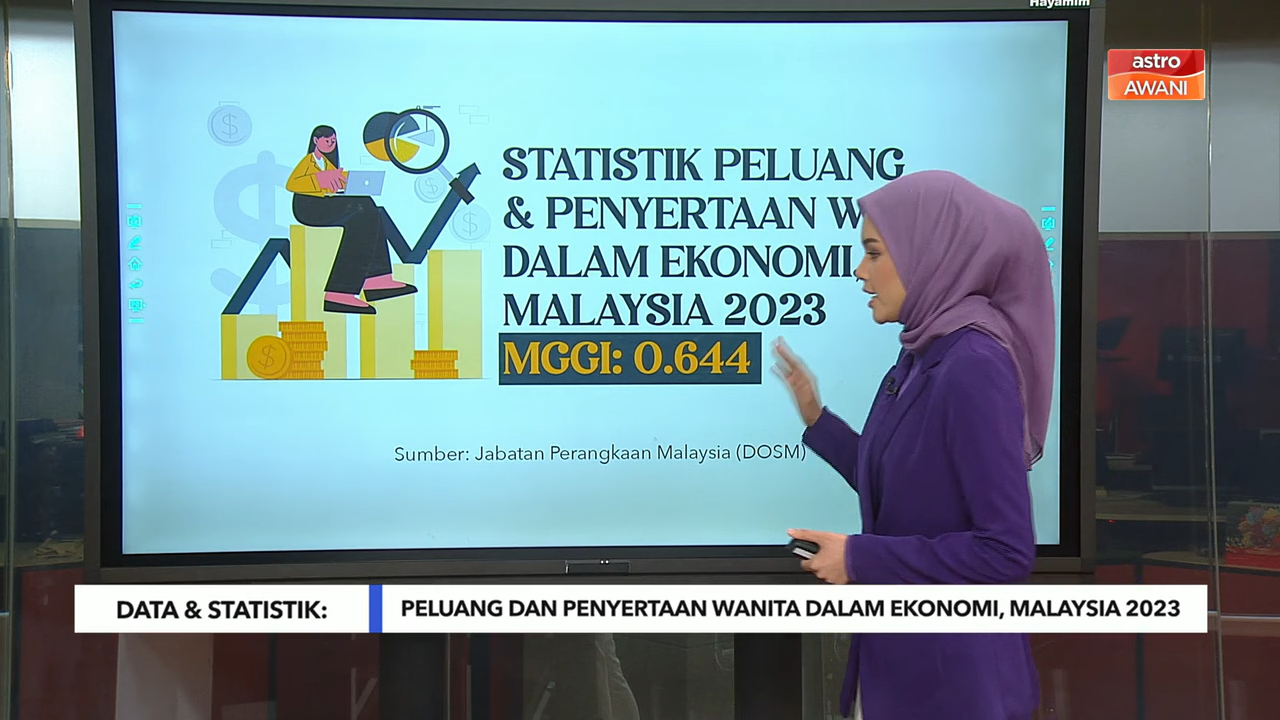 Hayamim
astro
AWANI
STATISTIK PELUANG
& PENYERTAAN W
DALAM EKONOMI,
MALAYSIA 2023
MGGI: 0.644
Sumber: Jabatan Perangkaan Malaysia (DOSM)
DATA & STATISTIK:
PELUANG DAN PENYERTAAN WANITA DALAM EKONOMI, MALAYSIA 2023